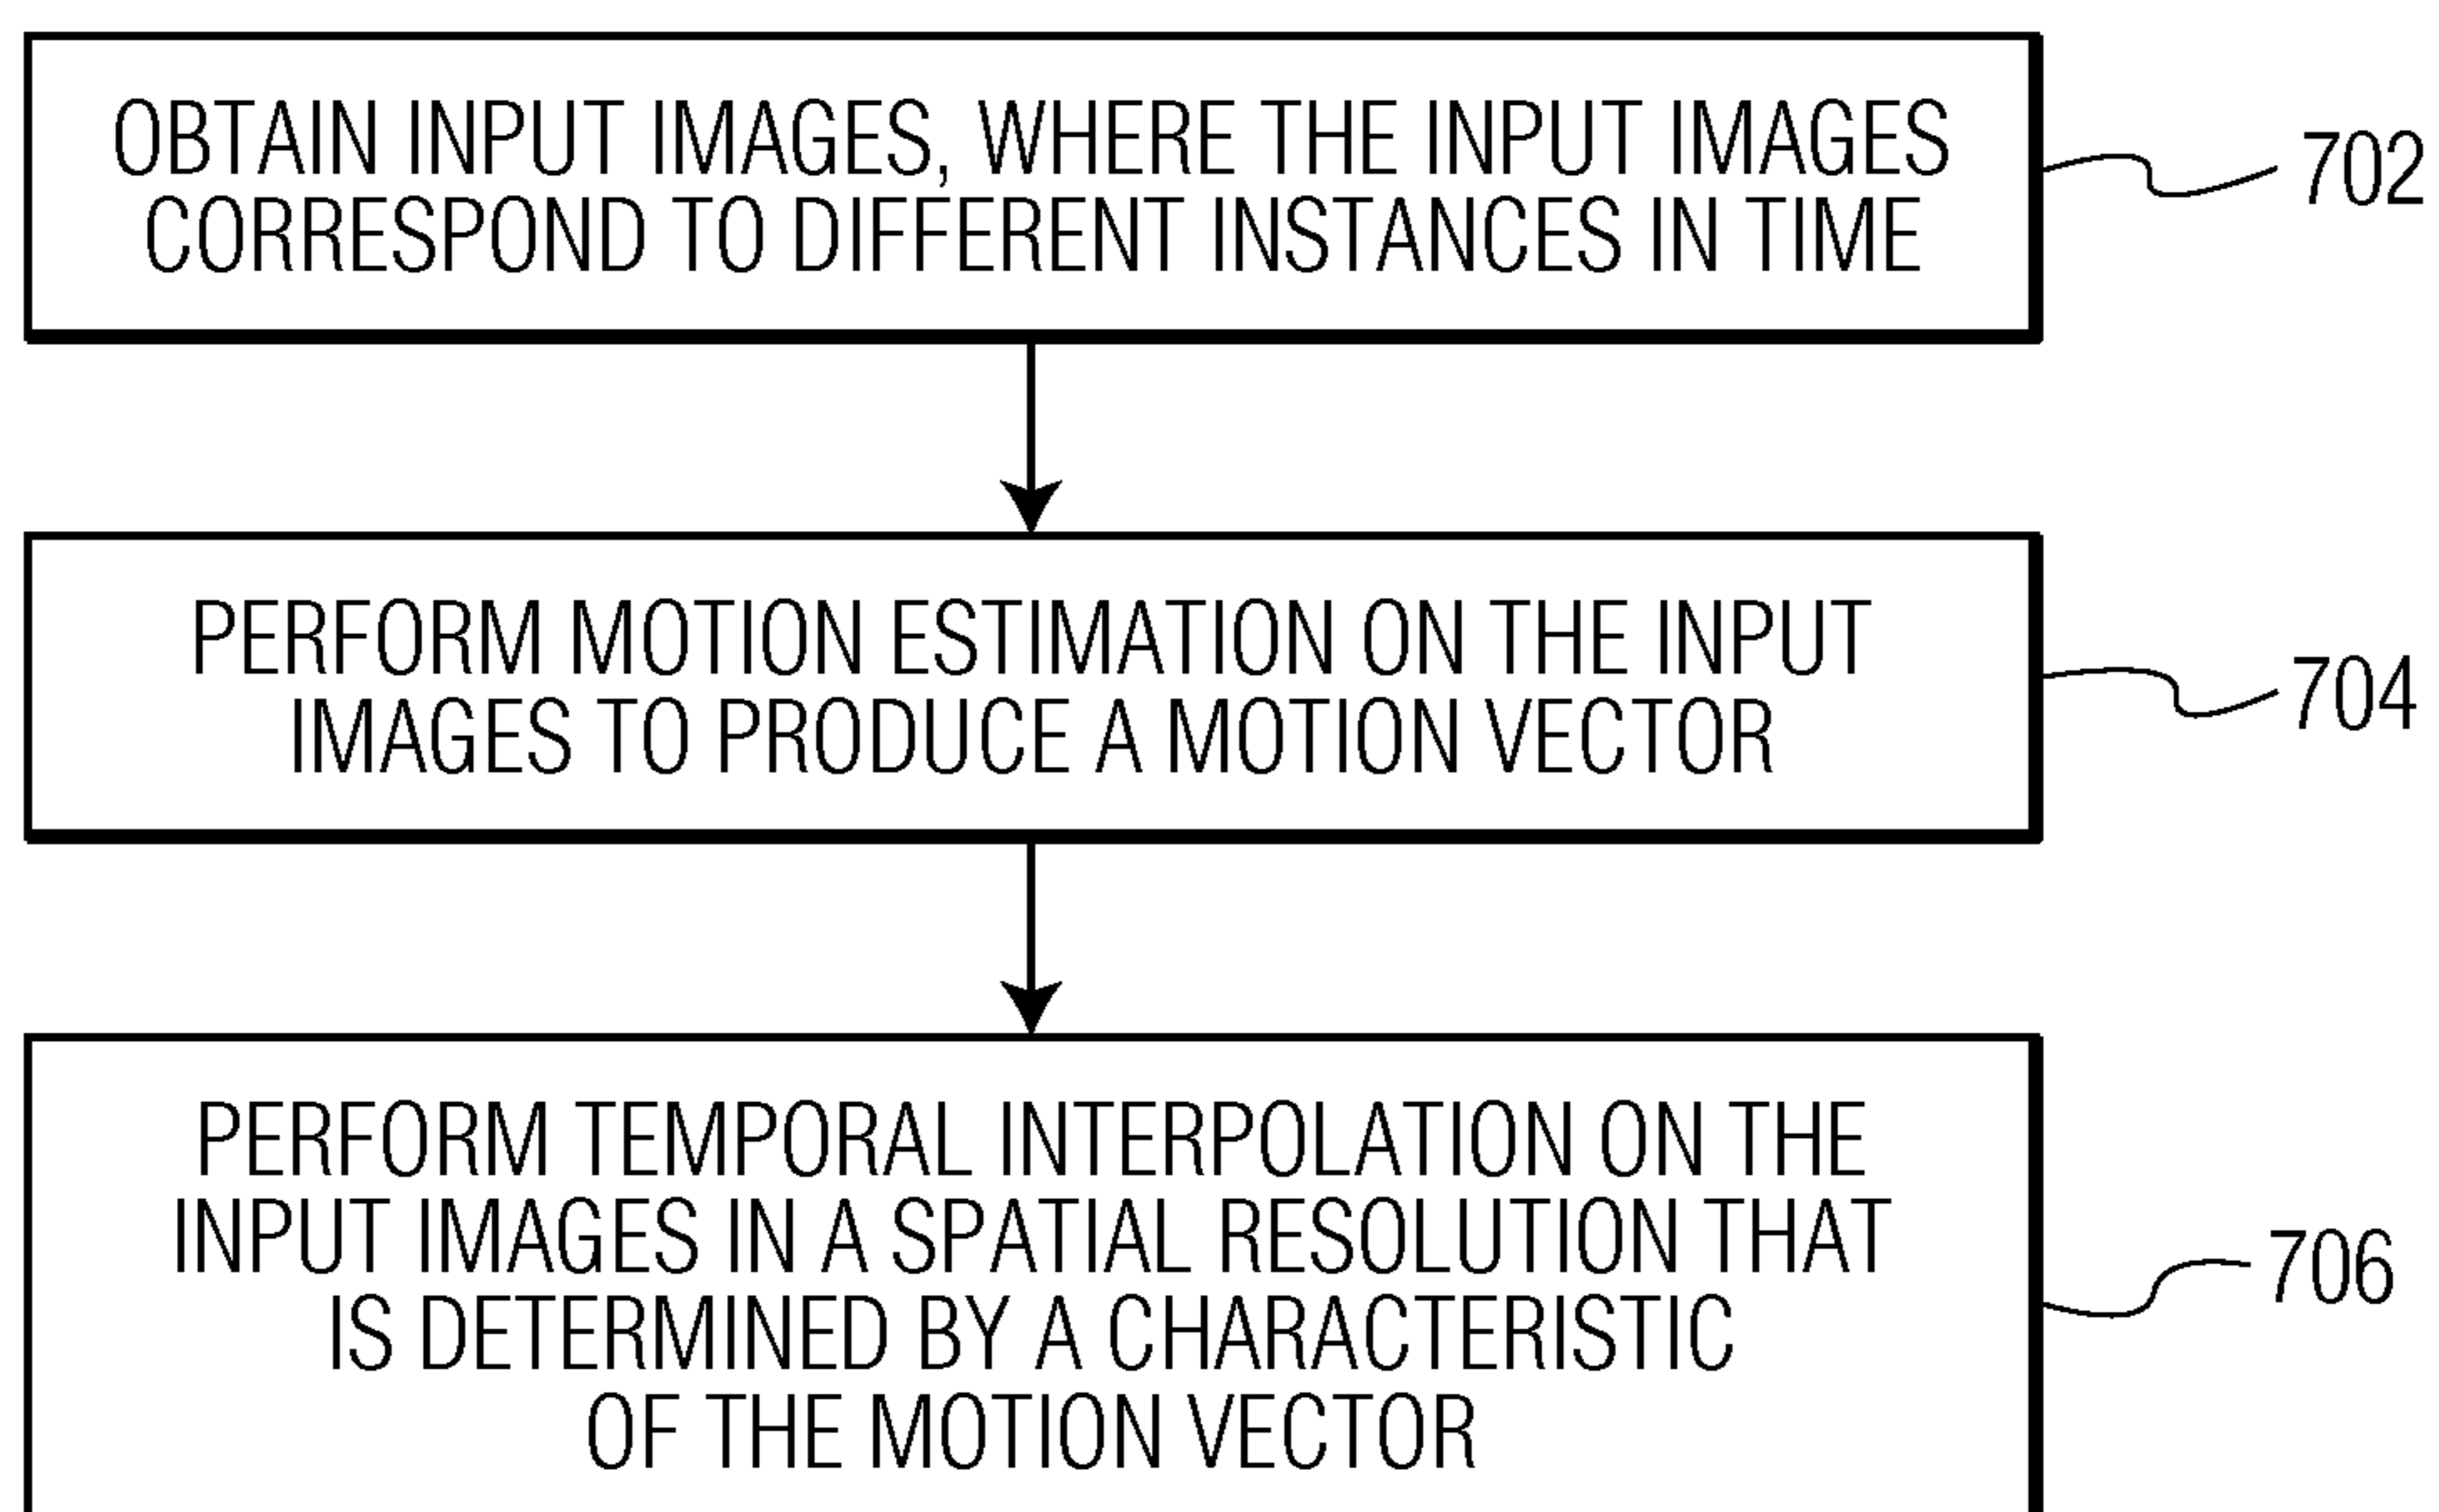 OBTAIN INPUT IMAGES, WHERE THE INPUT IMAGES
CORRESPOND TO DIFFERENT INSTANCES IN TIME
702
PERFORM MOTION ESTIMATION ON THE INPUT
IMAGES TO PRODUCE A MOTION VECTOR
704
PERFORM TEMPORAL INTERPOLATION ON THE
INPUT IMAGES IN A SPATIAL RESOLUTION THAT
IS DETERMINED BY A CHARACTERISTIC
OF THE MOTION VECTOR
706